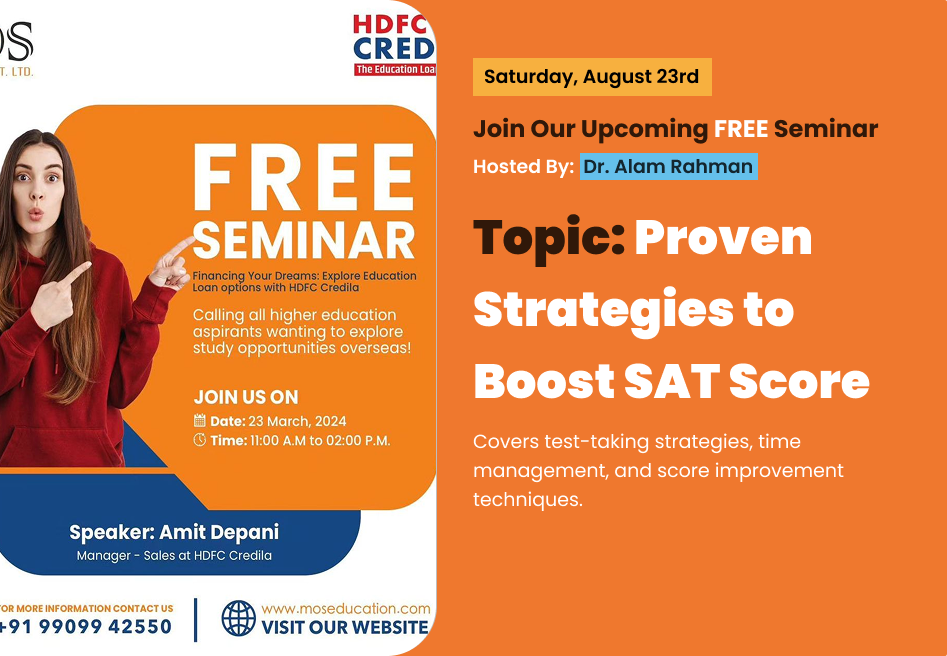 T. LTD.
HDFC
CRED
The Education Loa
FREE
SEMINAR
Financing Your Dreams: Explore Education
Loan options with HDFC Credila
Calling all higher education
aspirants wanting to explore
study opportunities overseas!
JOIN US ON
Date: 23 March, 2024
Time: 11:00 A.M to 02:00 P.M.
Speaker: Amit Depani
Manager - Sales at HDFC Credila
FOR MORE INFORMATION CONTACT US
+91 99099 42550
www.moseducation.com
VISIT OUR WEBSITE
Saturday, August 23rd
Join Our Upcoming FREE Seminar
Hosted By: Dr. Alam Rahman
Topic: Proven
Strategies to
Boost SAT Score
Covers test-taking strategies, time
management, and score improvement
techniques.